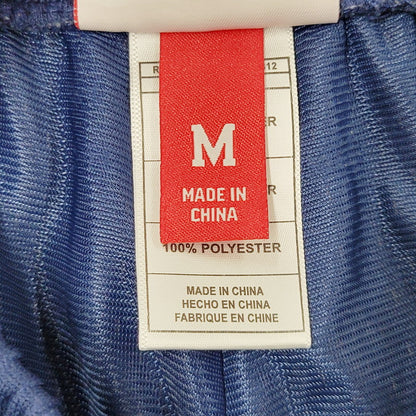 M
MADE IN
CHINA
100% POLYESTER
MADE IN CHINA
HECHO EN CHINA
FABRIQUE EN CHINE